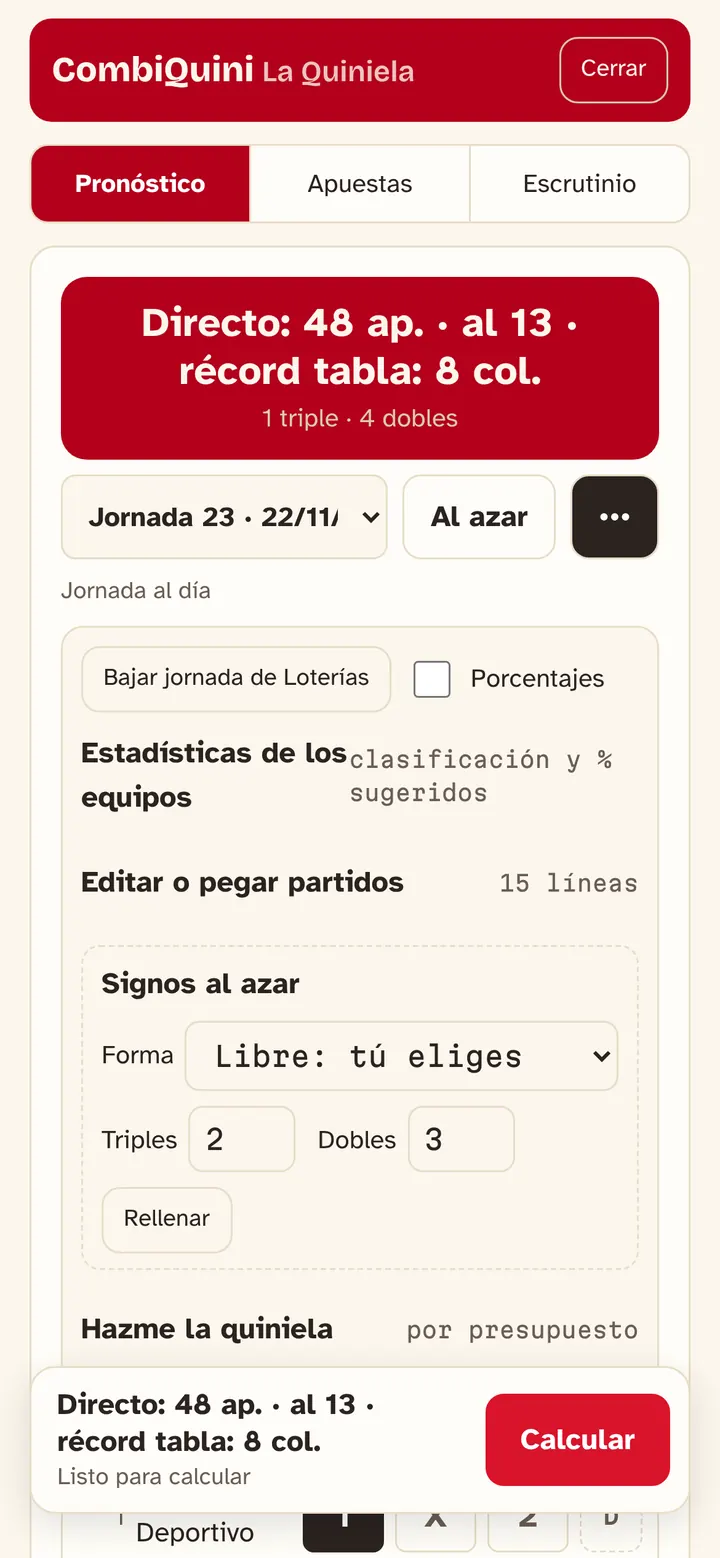 CombiQuini La Quiniela
Cerrar
Pronóstico
Apuestas
Escrutinio
Directo: 48 ap. · al 13 ·
récord tabla: 8 col.
1 triple · 4 dobles
Jornada 23 · 22/11/
Al azar
•••
Jornada al día
Bajar jornada de Loterías
Porcentajes
Estadísticas de los
equipos
clasificación y %
sugeridos
Editar o pegar partidos
15 líneas
Signos al azar
Forma
Libre: tú eliges
Triples
2
Dobles
3
Rellenar
Hazme la quiniela
por presupuesto
Directo: 48 ap. · al 13 ·
récord tabla: 8 col.
Listo para calcular
Calcular
Deportivo
X
2